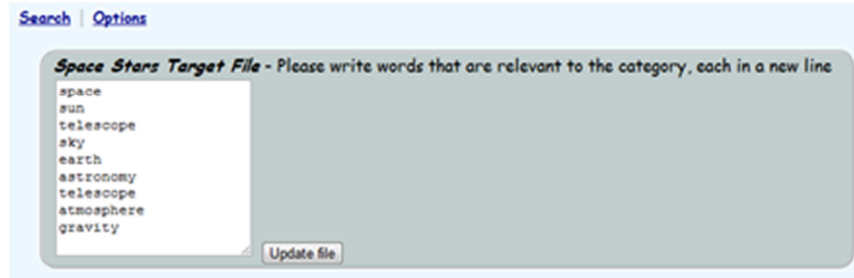 Search | Options
Space Stars Target File - Please write words that are relevant to the category, each in a new line
space
sun
telescope
sky
earth
astronomy
telescope
atmosphere
gravity
Update file